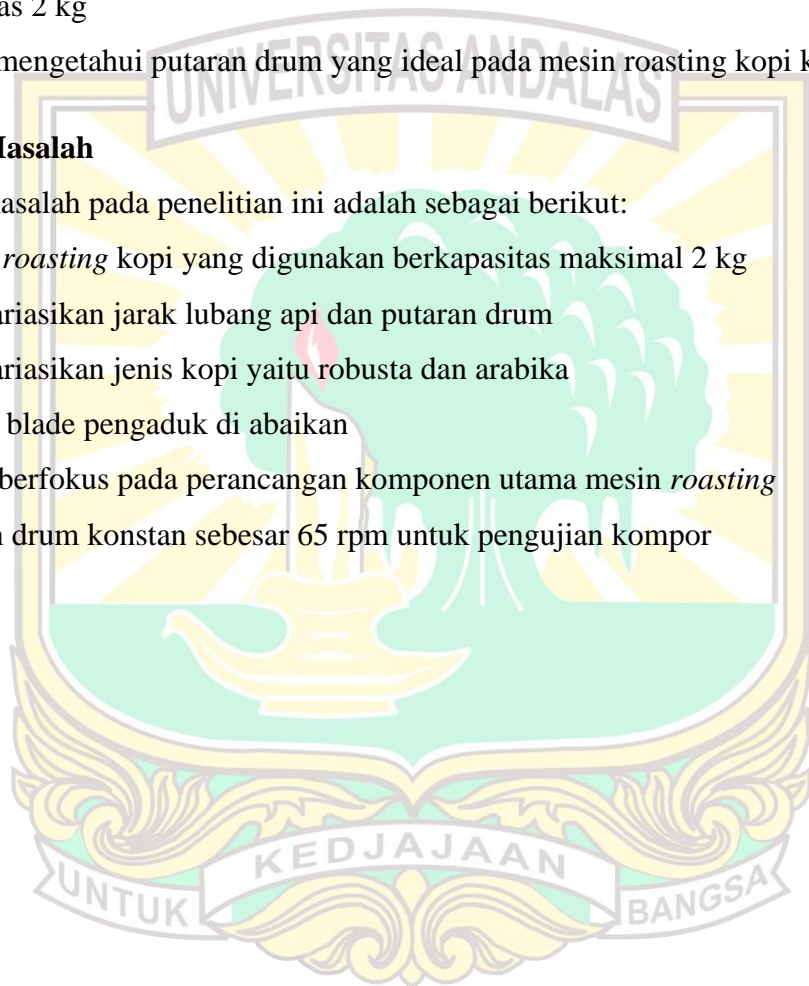 as 2 kg
mengetahui putaran drum yang ideal pada mesin roasting kopi k
UNIVERSITAS ANDALAS
Masalah
asalah pada penelitian ini adalah sebagai berikut:
roasting kopi yang digunakan berkapasitas maksimal 2 kg
ariasikan jarak lubang api dan putaran drum
ariasikan jenis kopi yaitu robusta dan arabika
blade pengaduk di abaikan
berfokus pada perancangan komponen utama mesin roasting
n drum konstan sebesar 65 rpm untuk pengujian kompor
UNTUK KEDJAJAAN BANGSA